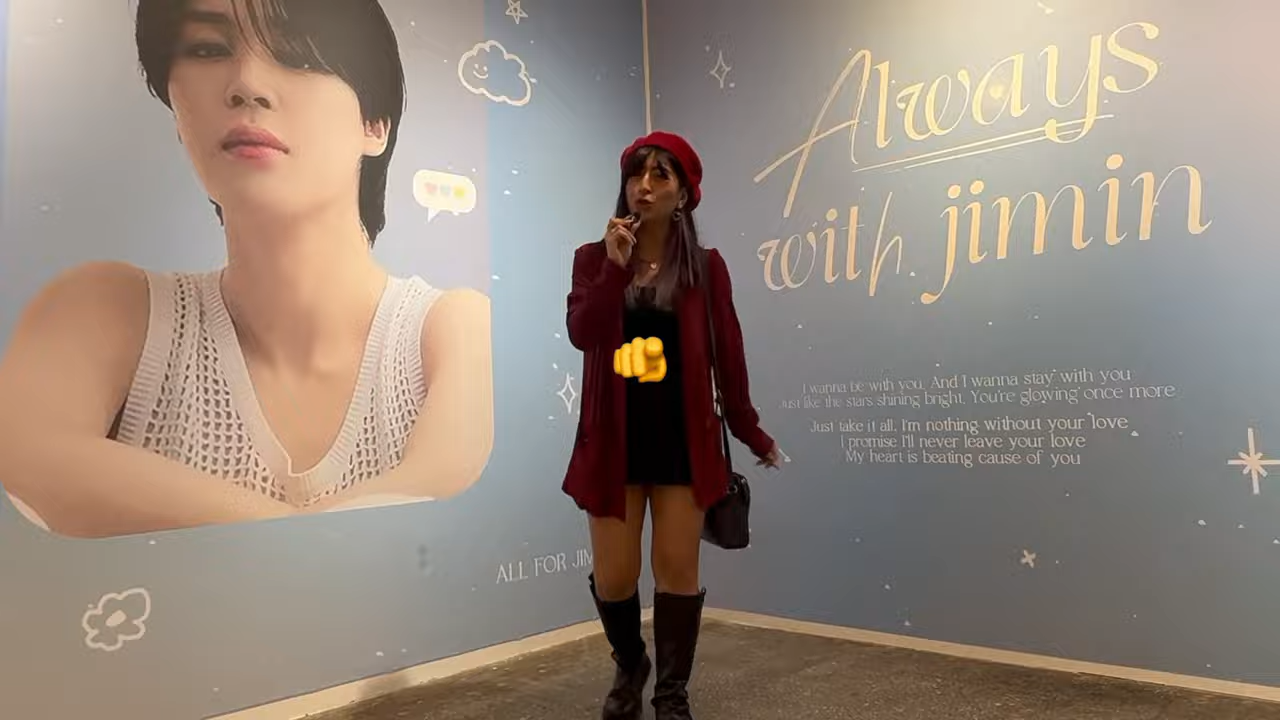 Always
with jimin
I wanna be with you. And I wanna stay with you
Just like the stars shining bright, You're glowing once more
Just take it all, I'm nothing without your love
I promise I'll never leave your love
My heart is beating cause of you
ALL FOR JIM